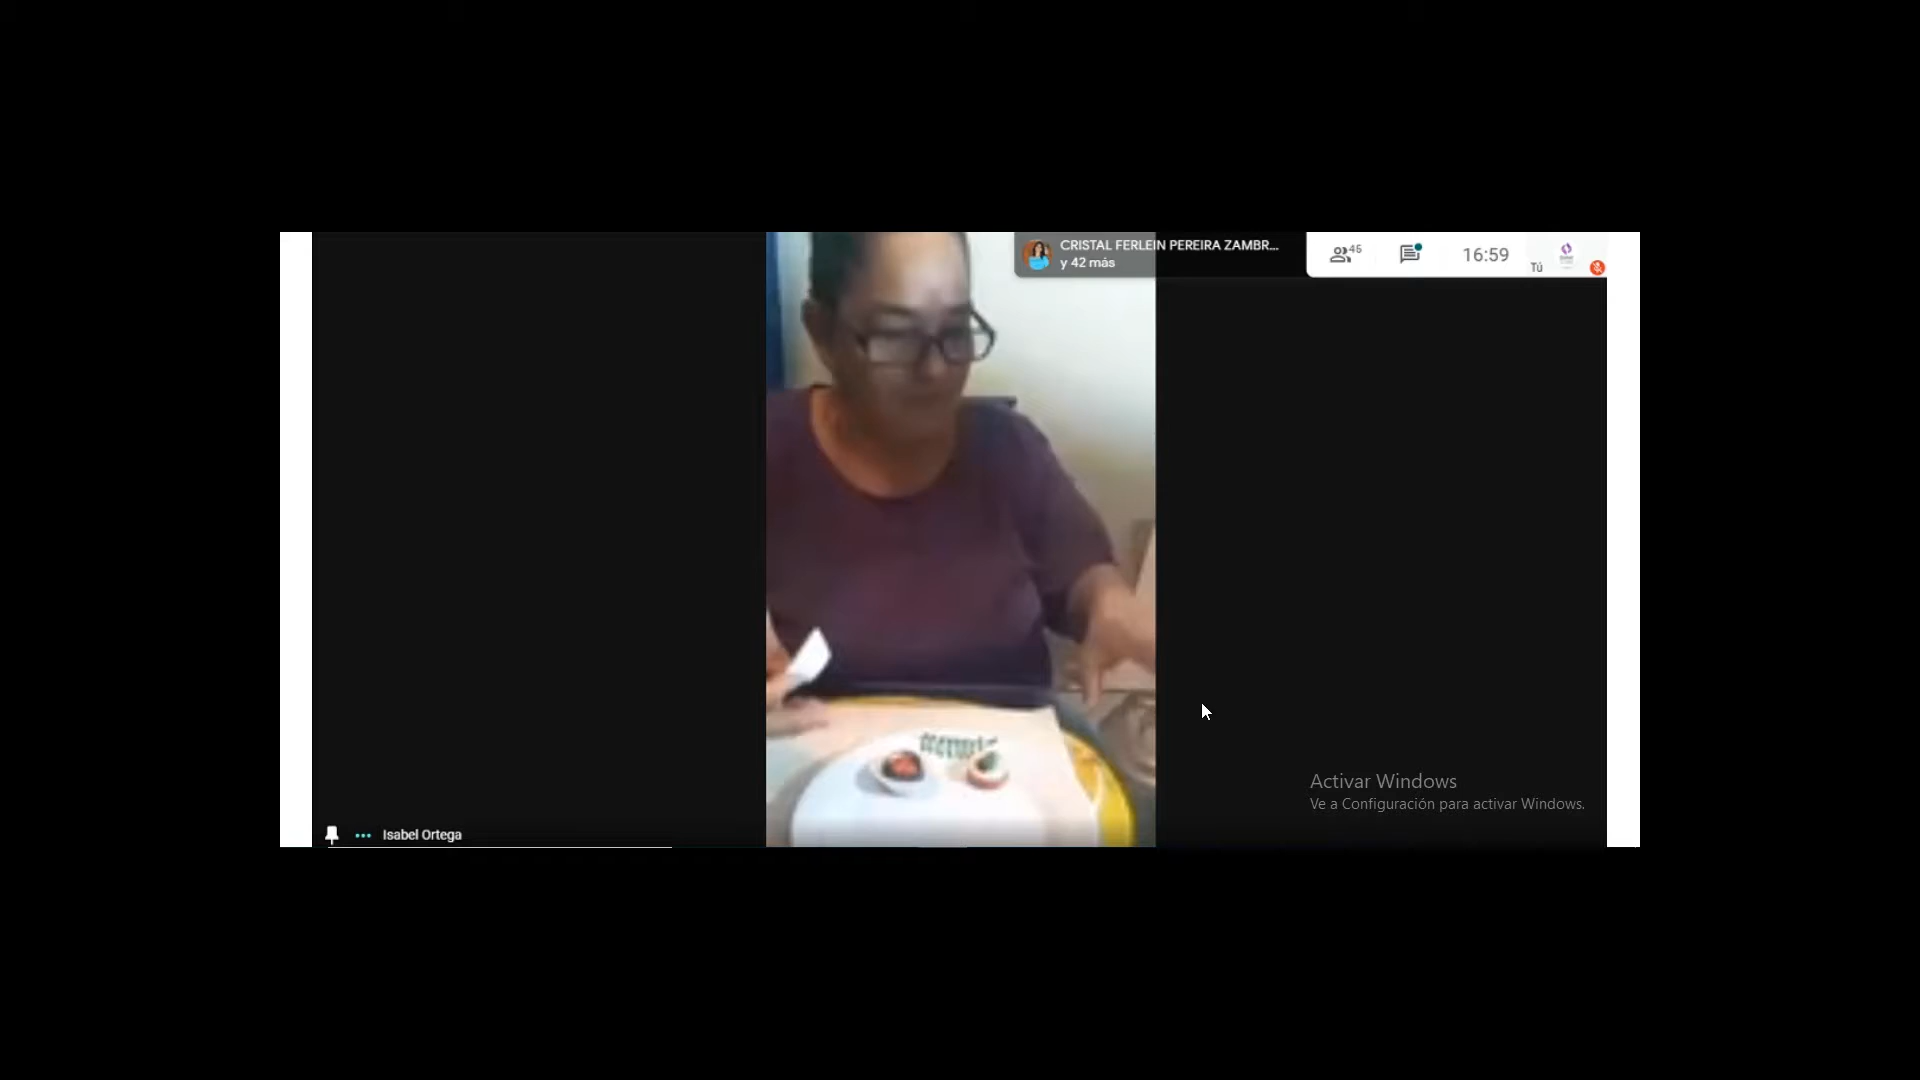 CRISTAL FERLEIN PEREIRA ZAMBR...
y 42 más
45
16:59
Tú
Activar Windows
Ve a Configuración para activar Windows.
Isabel Ortega